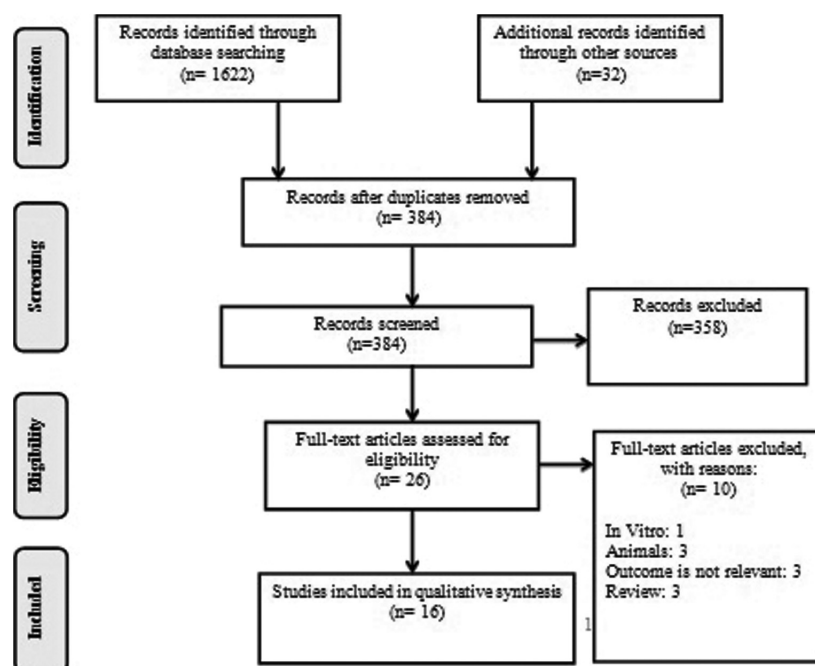 Identification
Records identified through
database searching
(n= 1622)
Additional records identified
through other sources
(n=32)
Records after duplicates removed
(n= 384)
Screening
Records screened
(n=384)
Records excluded
(n=358)
Eligibility
Full-text articles assessed for
eligibility
(n= 26)
Full-text articles excluded,
with reasons:
(n= 10)
In Vitro: 1
Animals: 3
Outcome is not relevant: 3
Review: 3
Included
Studies included in qualitative synthesis
(n= 16)
1